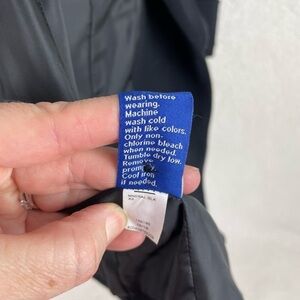 Wash before
wearing.
Machine
wash cold
with like colors.
Only non-
chlorine bleach
when needed.
Tumble dry low.
Remove
Cool iron
if needed.